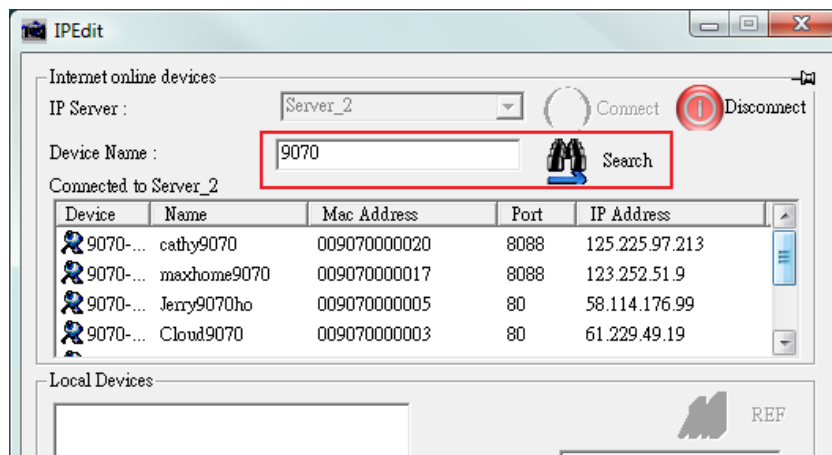 IPEdit
Internet online devices
IP Server : Server_2 Connect Disconnect
Device Name : 9070 Search
Connected to Server_2
Device Name Mac Address Port IP Address
9070-... cathy9070 009070000020 8088 125.225.97.213
9070-... maxhome9070 009070000017 8088 123.252.51.9
9070-... Jerry9070ho 009070000005 80 58.114.176.99
9070-... Cloud9070 009070000003 80 61.229.49.19
Local Devices
REF